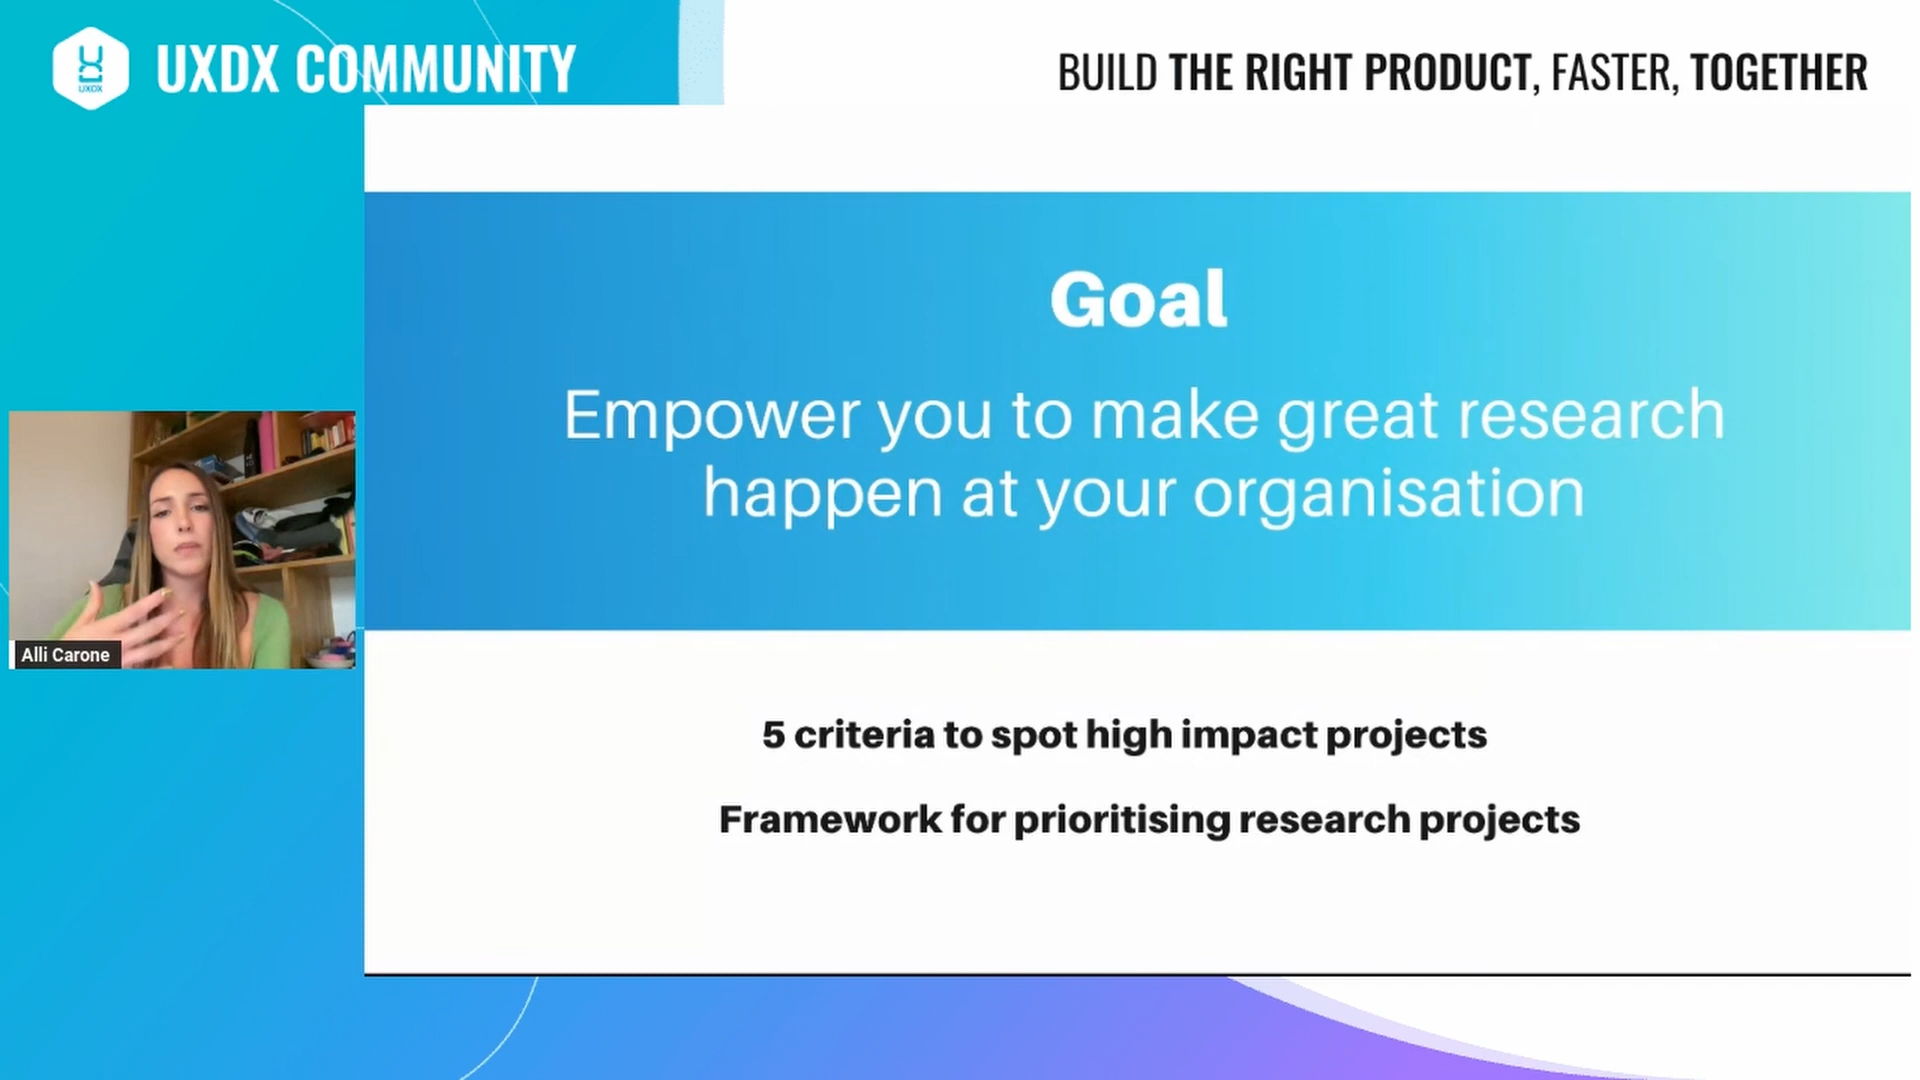 UXDX
UXDX COMMUNITY
BUILD THE RIGHT PRODUCT, FASTER, TOGETHER
Goal
Empower you to make great research
happen at your organisation
Alli Carone
5 criteria to spot high impact projects
Framework for prioritising research projects